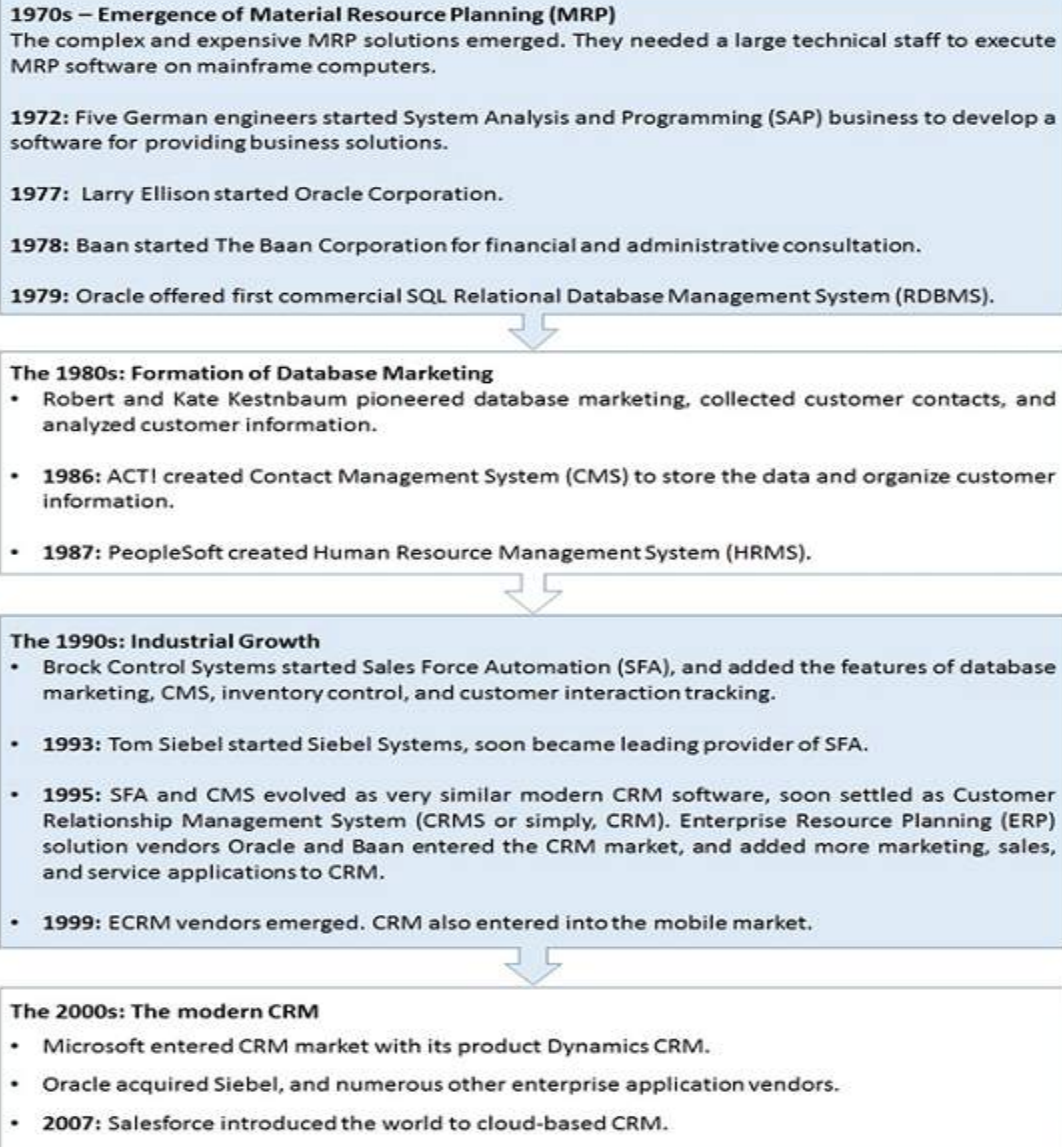 1970s – Emergence of Material Resource Planning (MRP)
The complex and expensive MRP solutions emerged. They needed a large technical staff to execute
MRP software on mainframe computers.
1972: Five German engineers started System Analysis and Programming (SAP) business to develop a
software for providing business solutions.
1977: Larry Ellison started Oracle Corporation.
1978: Baan started The Baan Corporation for financial and administrative consultation.
1979: Oracle offered first commercial SQL Relational Database Management System (RDBMS).
The 1980s: Formation of Database Marketing
• Robert and Kate Kestnbaum pioneered database marketing, collected customer contacts, and
analyzed customer information.
• 1986: ACT! created Contact Management System (CMS) to store the data and organize customer
information.
• 1987: PeopleSoft created Human Resource Management System (HRMS).
The 1990s: Industrial Growth
• Brock Control Systems started Sales Force Automation (SFA), and added the features of database
marketing, CMS, inventory control, and customer interaction tracking.
• 1993: Tom Siebel started Siebel Systems, soon became leading provider of SFA.
• 1995: SFA and CMS evolved as very similar modern CRM software, soon settled as Customer
Relationship Management System (CRMS or simply, CRM). Enterprise Resource Planning (ERP)
solution vendors Oracle and Baan entered the CRM market, and added more marketing, sales,
and service applications to CRM.
• 1999: ECRM vendors emerged. CRM also entered into the mobile market.
The 2000s: The modern CRM
• Microsoft entered CRM market with its product Dynamics CRM.
• Oracle acquired Siebel, and numerous other enterprise application vendors.
• 2007: Salesforce introduced the world to cloud-based CRM.